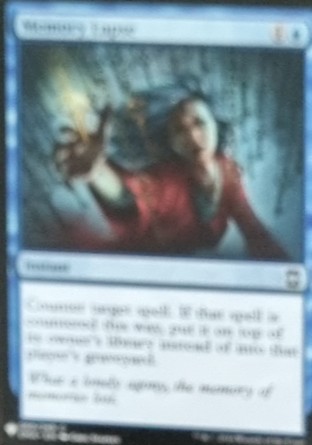 Memory Lapse
Instant
Counter target spell. If that spell is
countered this way, put it on top of
its owner's library instead of into that
player's graveyard.
What a lonely agony, the memory of
memories lost.